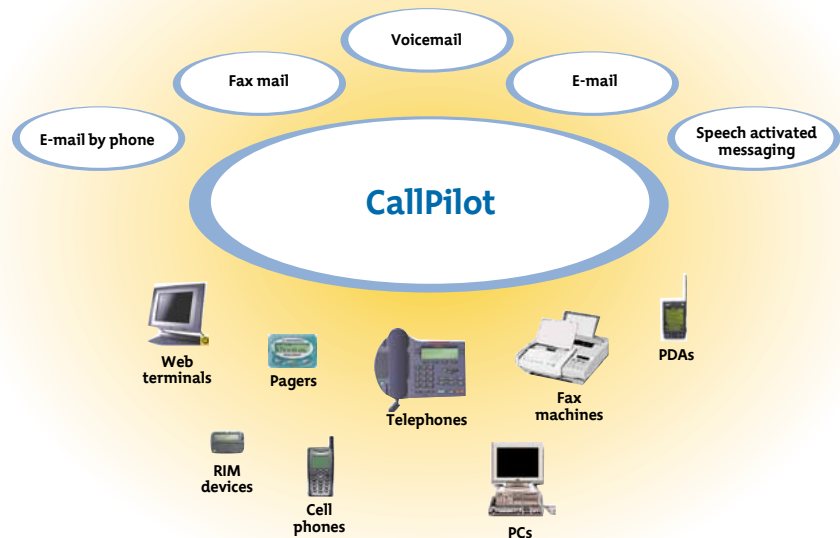 Voicemail
Fax mail
E-mail
E-mail by phone
Speech activated
messaging
CallPilot
Web
terminals
Pagers
Telephones
Fax
machines
PDAs
RIM
devices
Cell
phones
PCs